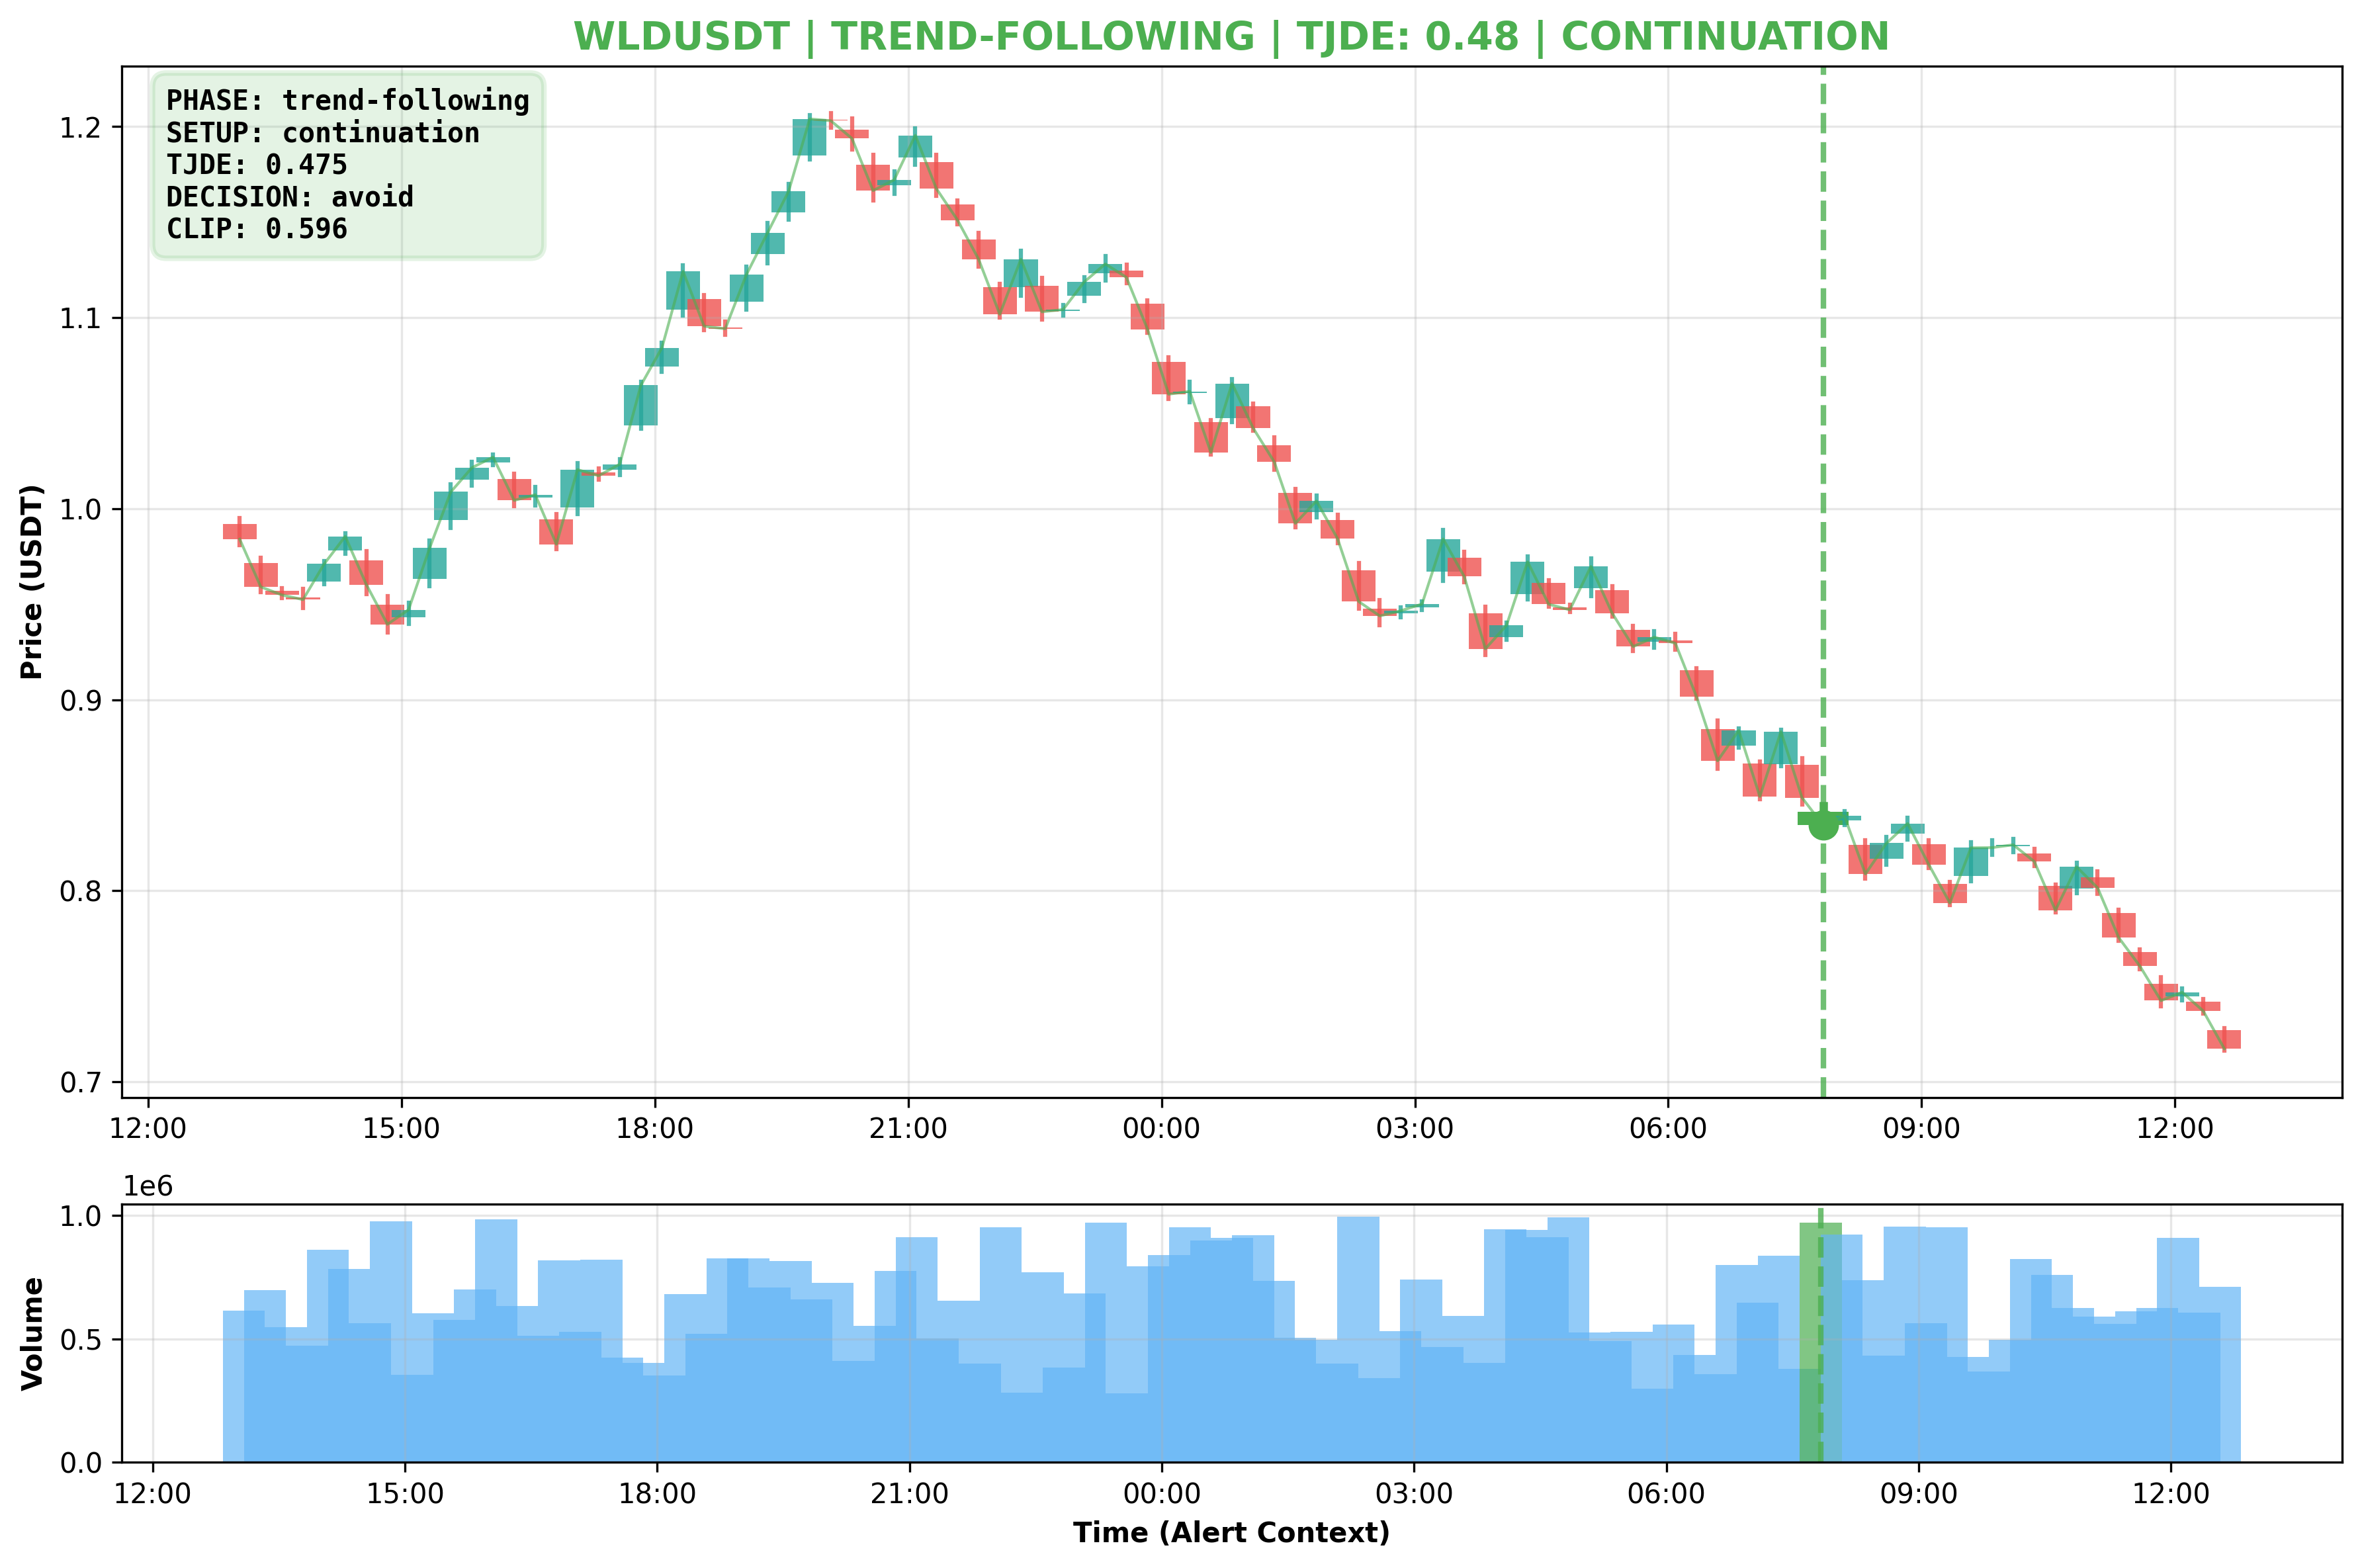 WLDUSDT | TREND-FOLLOWING | TJDE: 0.48 | CONTINUATION
PHASE: trend-following
SETUP: continuation
TJDE: 0.475
DECISION: avoid
CLIP: 0.596
Price (USDT)
1.2
1.1
1.0
0.9
0.8
0.7
12:00 15:00 18:00 21:00 00:00 03:00 06:00 09:00 12:00
1e6
Volume
1.0
0.5
0.0
12:00 15:00 18:00 21:00 00:00 03:00 06:00 09:00 12:00
Time (Alert Context)